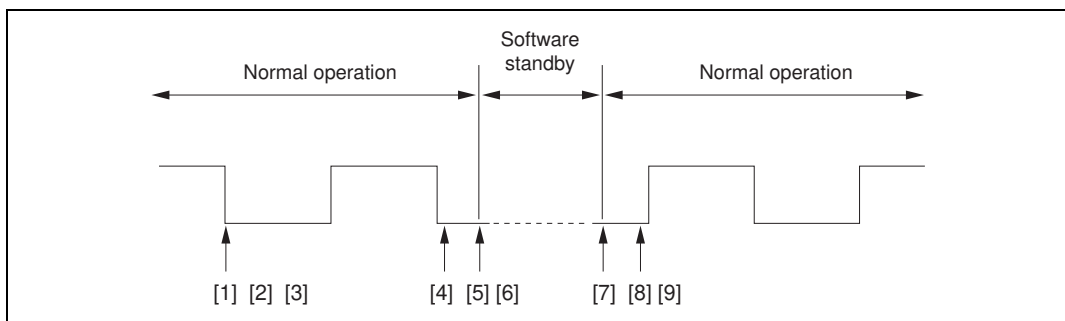 Software
standby
Normal operation
Normal operation
[1] [2] [3] [4] [5] [6] [7] [8] [9]